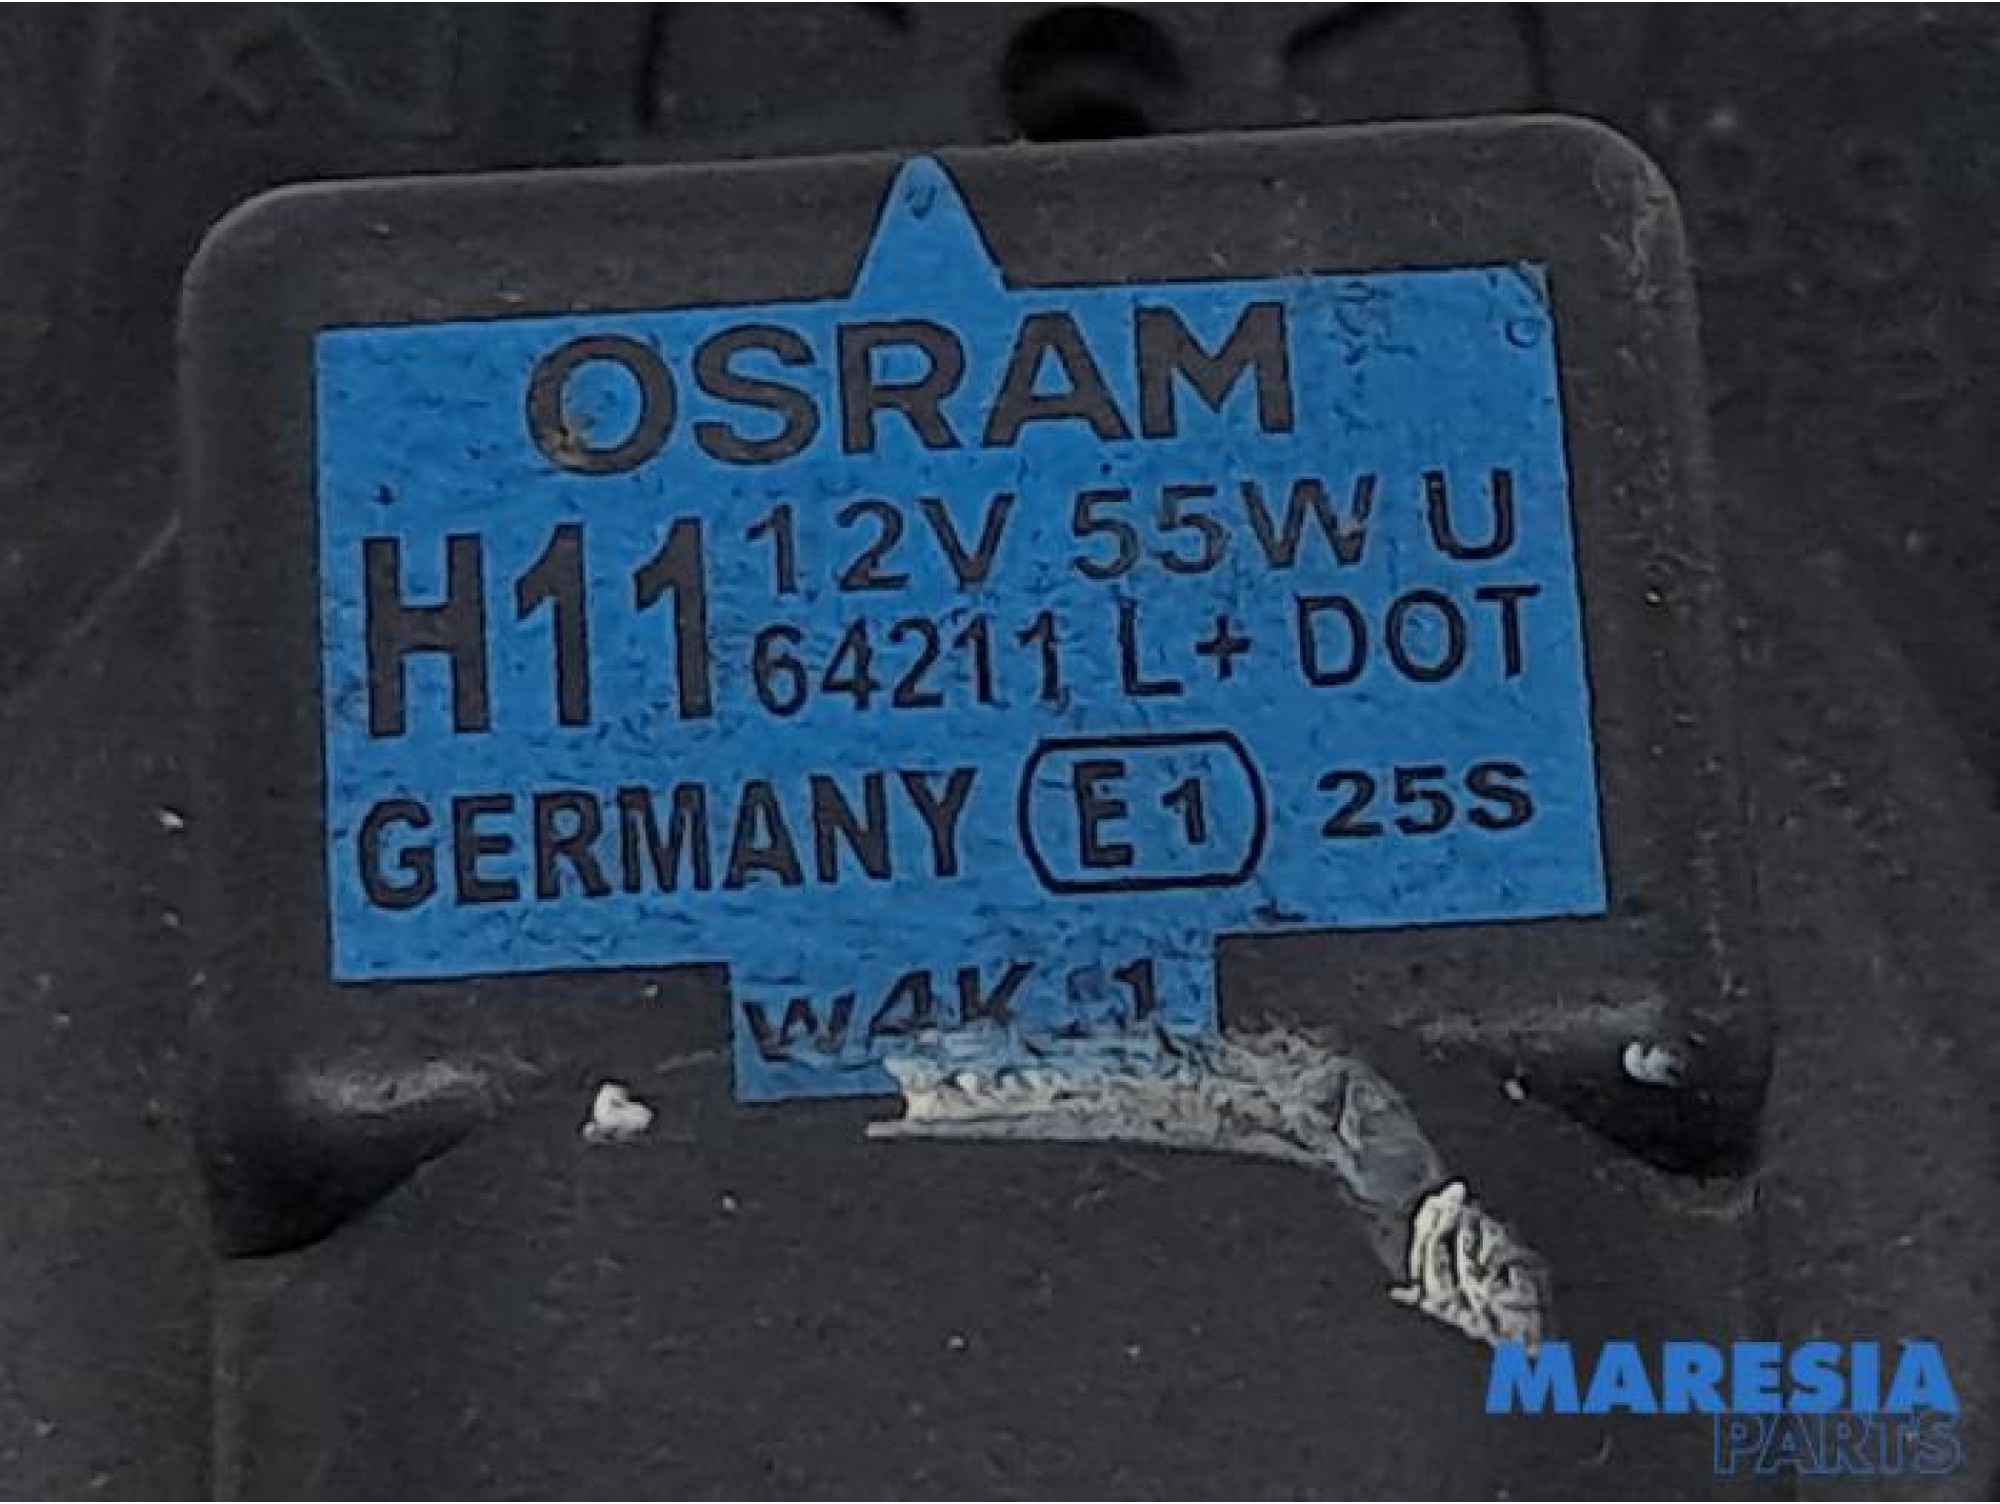 OSRAM
H11 12V 55W U
64211 L+ DOT
GERMANY E1 25S
MARESIA
PARTS